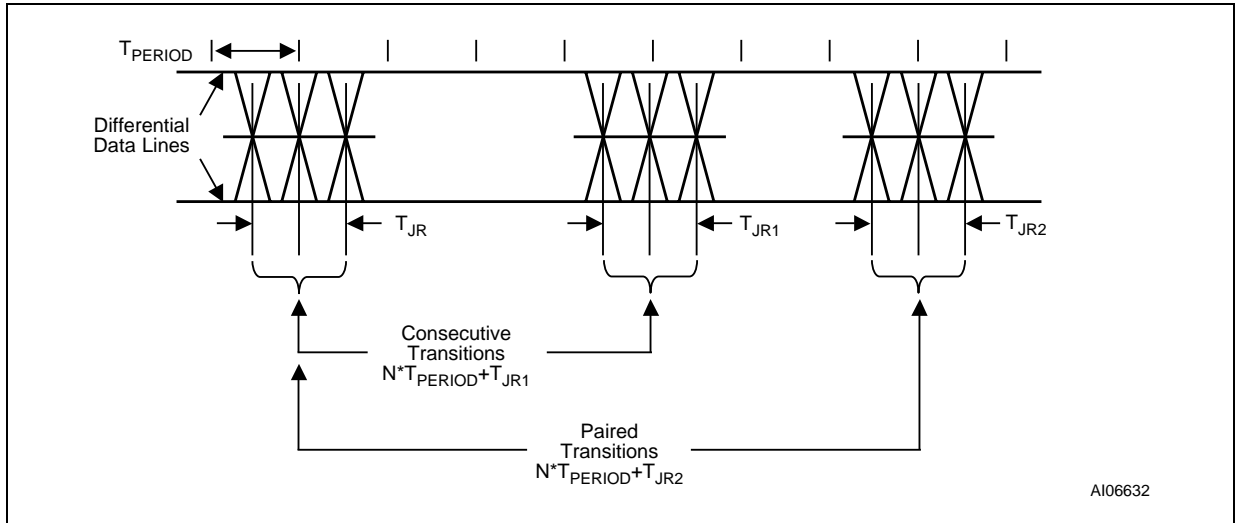 TPERIOD
Differential
Data Lines
TJR
TJR1
TJR2
Consecutive
Transitions
N*TPERIOD+TJR1
Paired
Transitions
N*TPERIOD+TJR2
AI06632